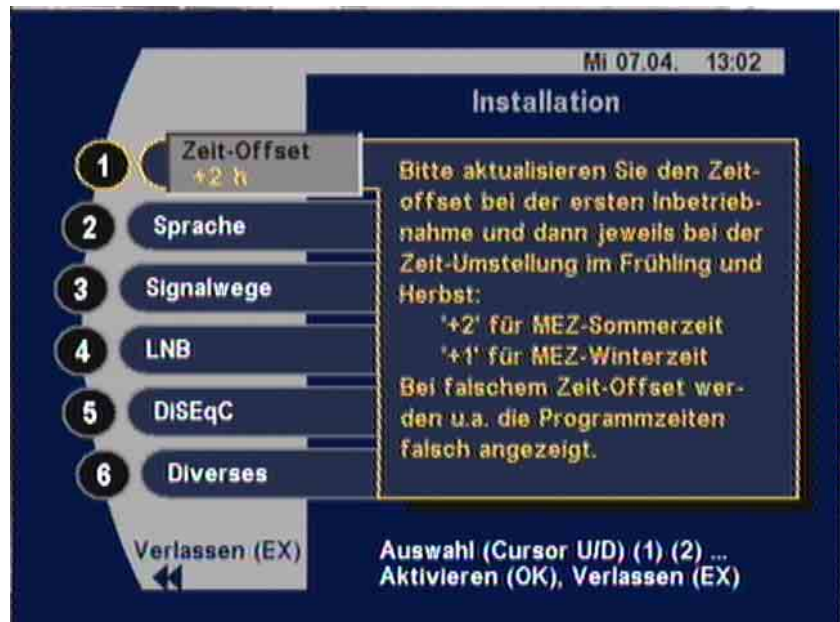 Mi 07.04. 13:02
Installation
1 Zeit-Offset
+2 h
2 Sprache
3 Signalwege
4 LNB
5 DiSEqC
6 Diverses
Bitte aktualisieren Sie den Zeit-
offset bei der ersten Inbetrieb-
nahme und dann jeweils bei der
Zeit-Umstellung im Frühling und
Herbst:
'+2' für MEZ-Sommerzeit
'+1' für MEZ-Winterzeit
Bei falschem Zeit-Offset wer-
den u.a. die Programmzeiten
falsch angezeigt.
Verlassen (EX)
Auswahl (Cursor U/D) (1) (2) ...
Aktivieren (OK), Verlassen (EX)